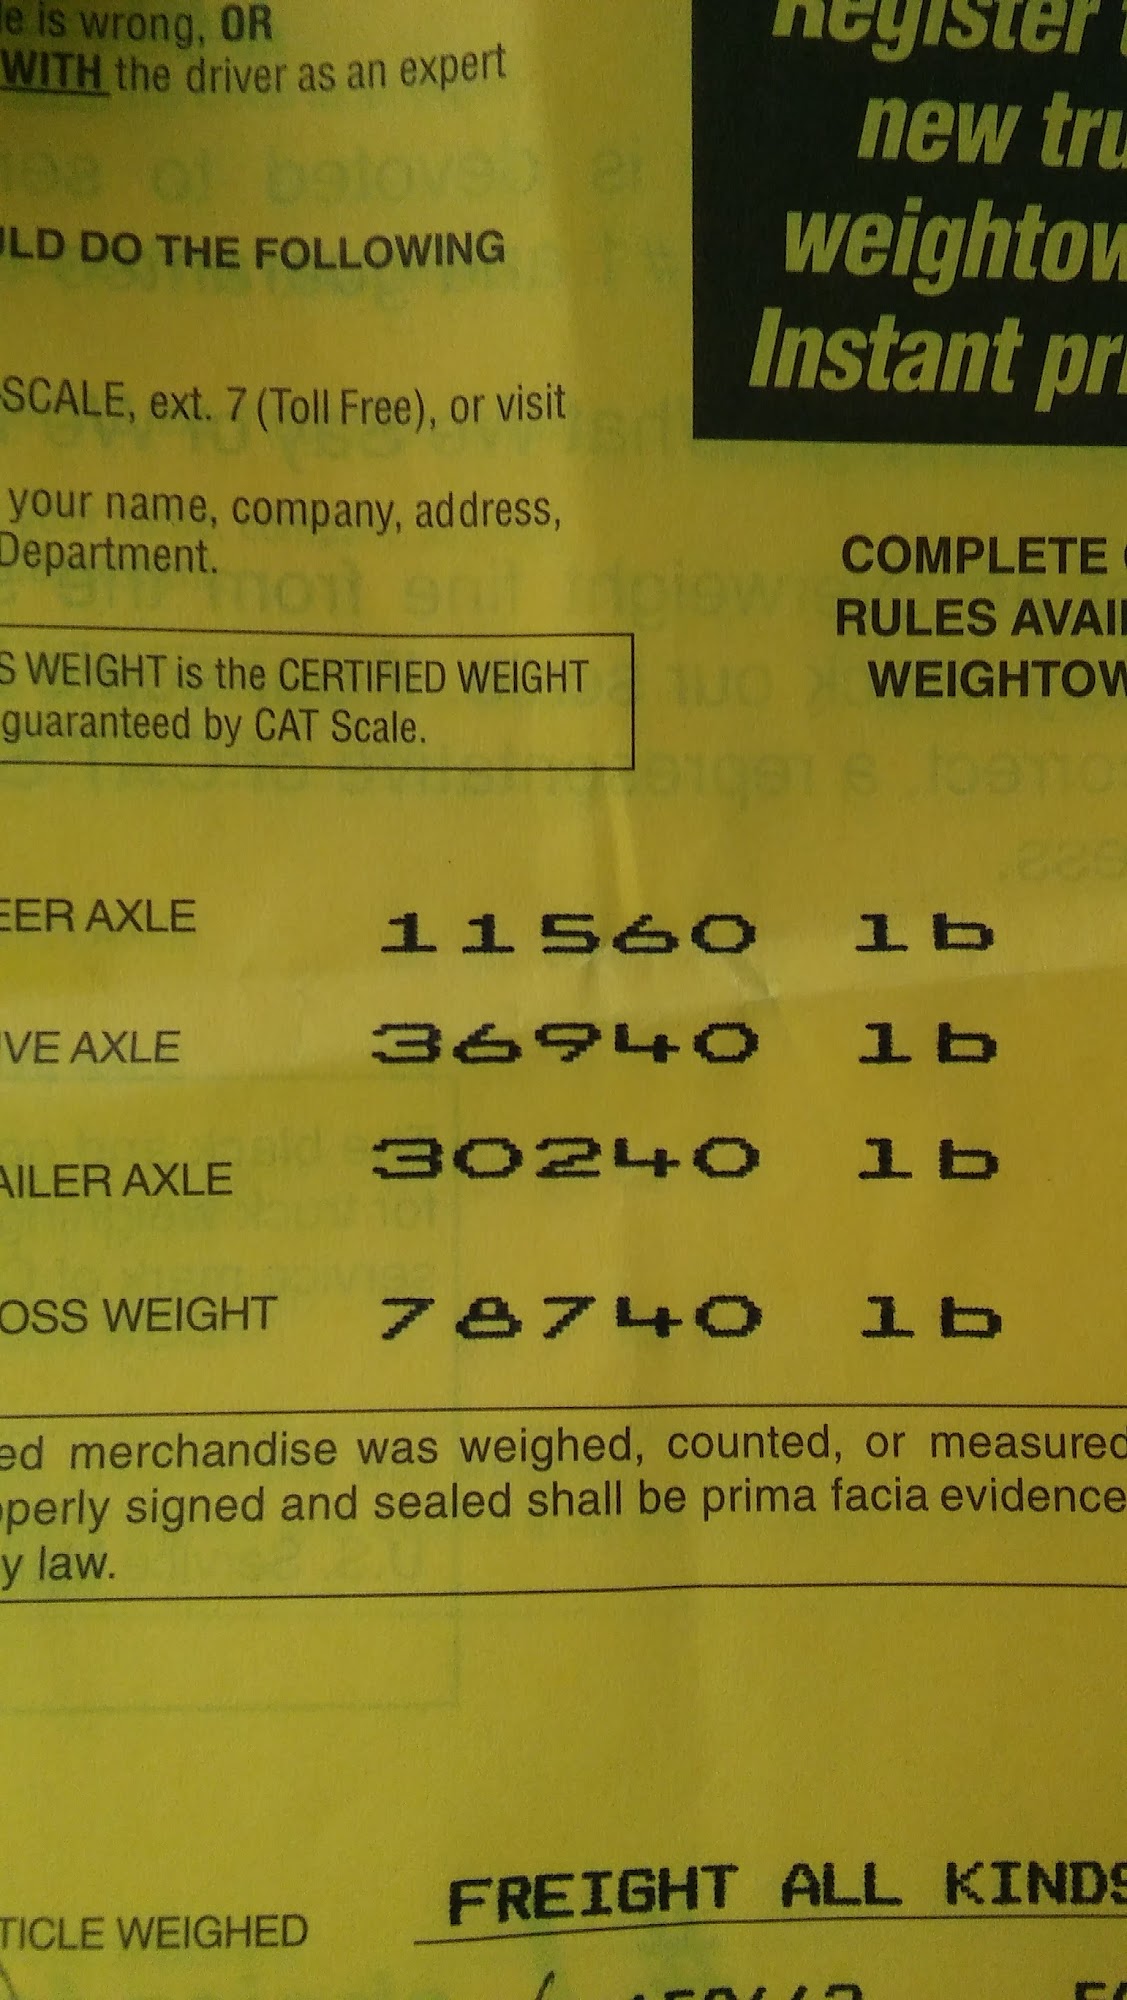 e is wrong, OR
WITH the driver as an expert
ULD DO THE FOLLOWING
SCALE, ext. 7 (Toll Free), or visit
your name, company, address,
Department.
S WEIGHT is the CERTIFIED WEIGHT
guaranteed by CAT Scale.
Register
new tru
weightow
Instant pri
COMPLETE
RULES AVAI
WEIGHTOW
EER AXLE 11560 lb
VE AXLE 36940 lb
AILER AXLE 30240 lb
OSS WEIGHT 78740 lb
ed merchandise was weighed, counted, or measured
operly signed and sealed shall be prima facia evidence
y law.
FREIGHT ALL KINDS
TICLE WEIGHED